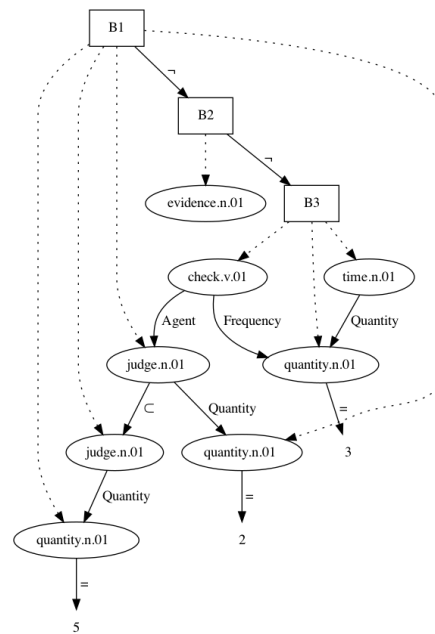 B1
¬
B2
¬
evidence.n.01
B3
check.v.01
time.n.01
Agent
Frequency
Quantity
judge.n.01
quantity.n.01
⊂
Quantity
=
judge.n.01
quantity.n.01
3
Quantity
=
quantity.n.01
2
=
5